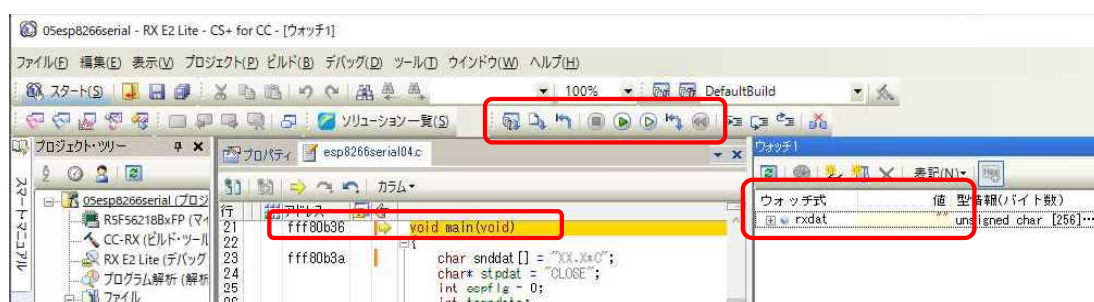 05esp8266serial - RX E2 Lite - CS+ for CC - [ウォッチ1]
ファイル(F) 編集(E) 表示(V) プロジェクト(P) ビルド(B) デバッグ(D) ツール(T) ウインドウ(W) ヘルプ(H)
スタート(S) 100% DefaultBuild
ソリューション一覧(S)
プロジェクト・ツリー
プロパティ esp8266serial04.c
ウォッチ1
カラム
表記(N)
Hex
ツリー
05esp8266serial (プロジ
R5F56218BxFP (マイ
CC-RX (ビルド・ツール
RX E2 Lite (デバッグ
プログラム解析 (解析
ファイル
行 アドレス
21 fff80b36 void main(void)
22 {
23 fff80b3a char snddat[] = "XX.X*C";
24 char* stpdat = "CLOSE";
25 int
26
ウォッチ式 値 型情報(バイト数)
rxdat "" unsigned char [256]…